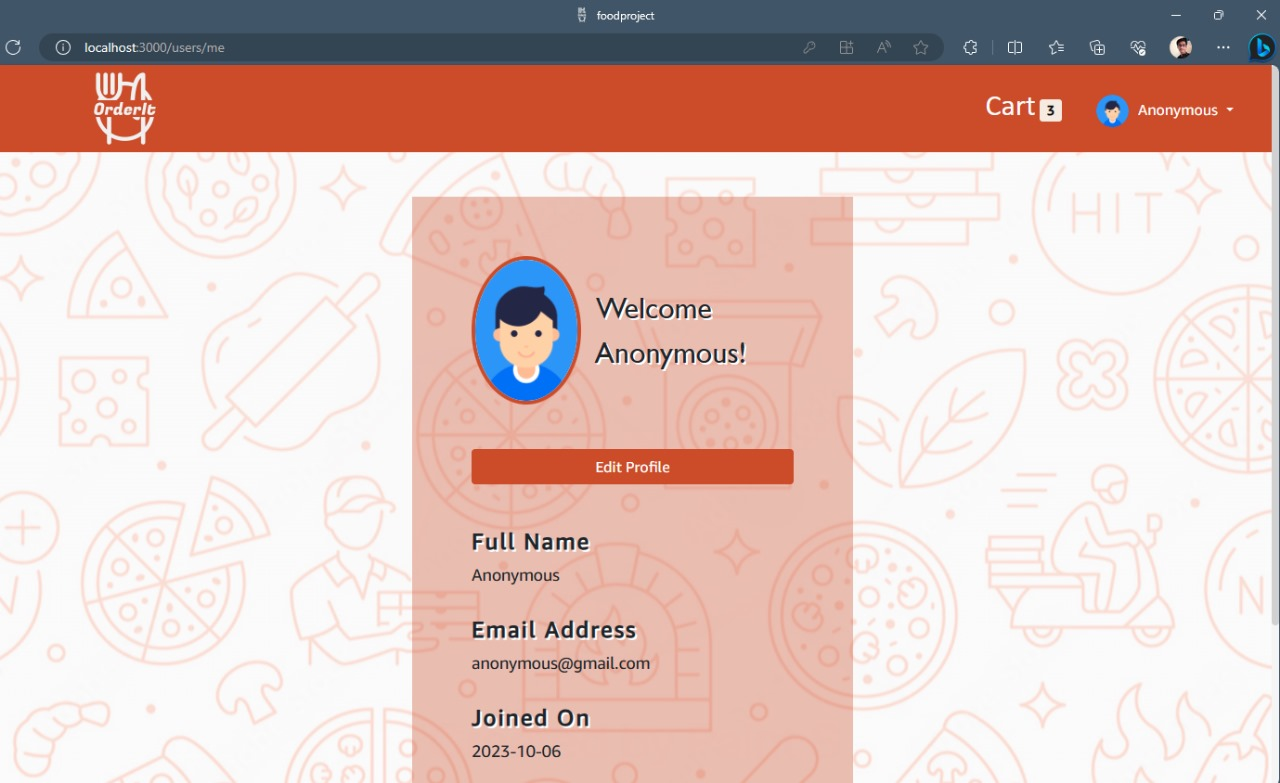 foodproject
localhost:3000/users/me
OrderIt
Cart 3
Anonymous
HIT
Welcome
Anonymous!
Edit Profile
Full Name
Anonymous
Email Address
anonymous@gmail.com
Joined On
2023-10-06